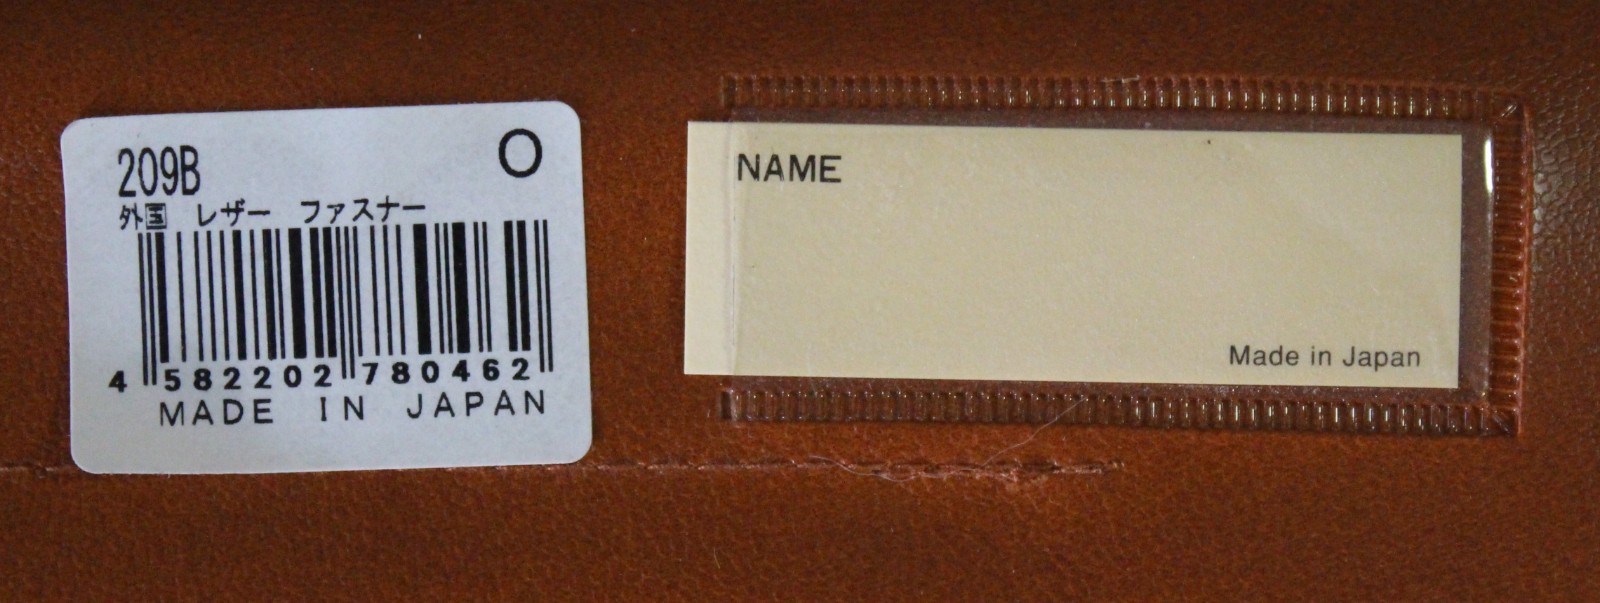 209B O
外国 レザー ファスナー
4 582202 780462
MADE IN JAPAN
NAME
Made in Japan